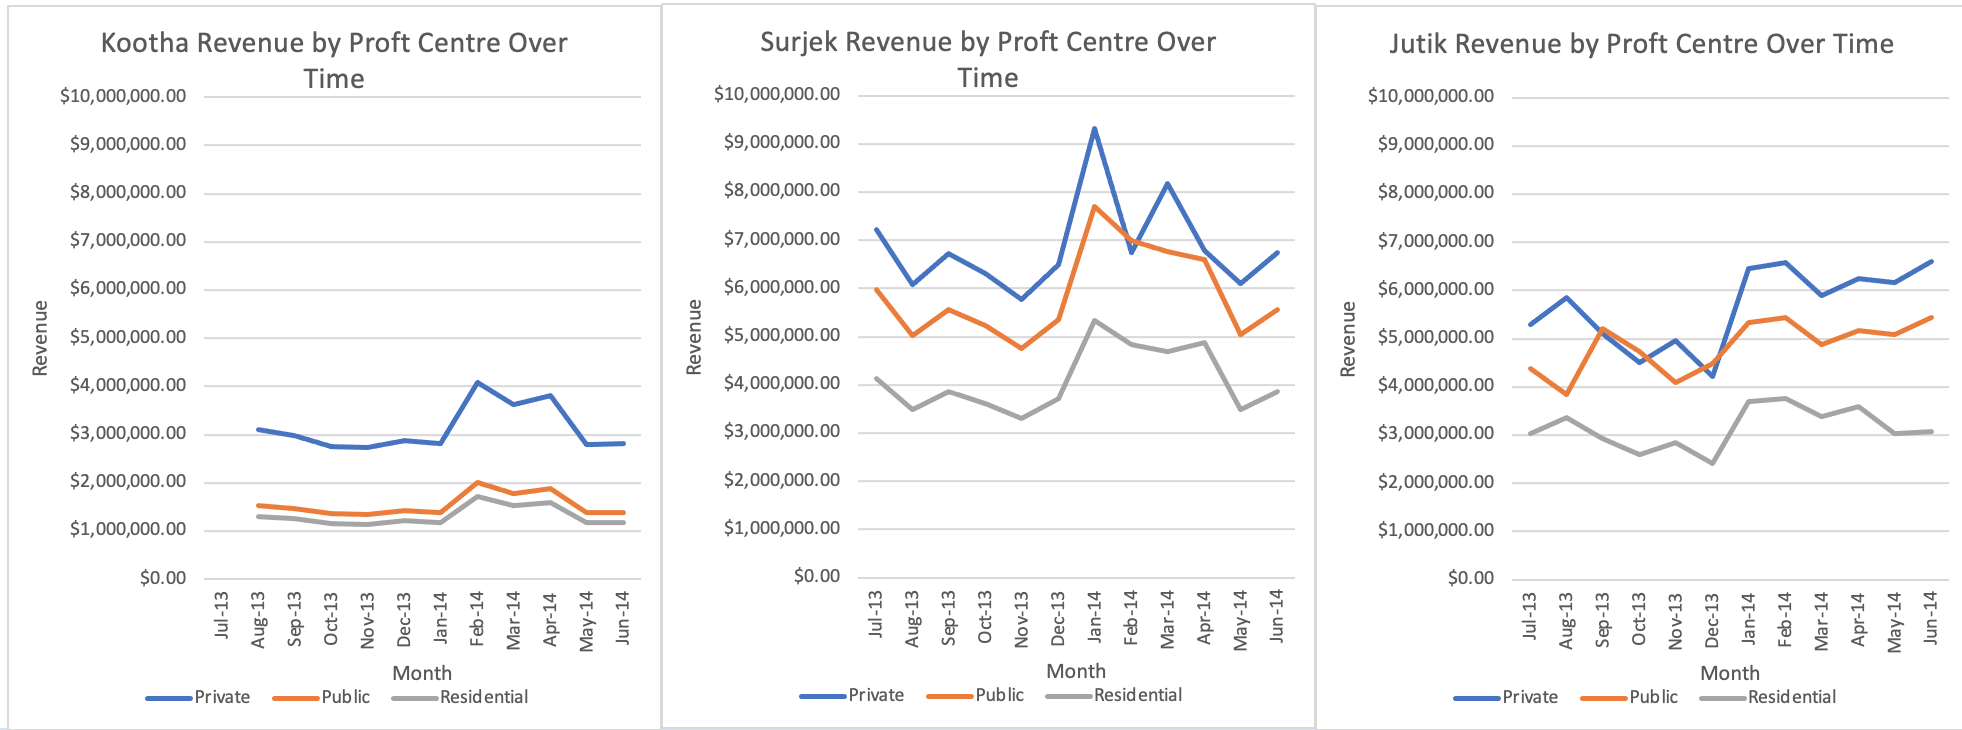 Kootha Revenue by Proft Centre Over
Time
$10,000,000.00
$9,000,000.00
$8,000,000.00
$7,000,000.00
$6,000,000.00
$5,000,000.00
$4,000,000.00
$3,000,000.00
$2,000,000.00
$1,000,000.00
$0.00
Revenue
Jul-13
Aug-13
Sep-13
Oct-13
Nov-13
Dec-13
Jan-14
Feb-14
Mar-14
Apr-14
May-14
Jun-14
Month
Private Public Residential
Surjek Revenue by Proft Centre Over
Time
$10,000,000.00
$9,000,000.00
$8,000,000.00
$7,000,000.00
$6,000,000.00
$5,000,000.00
$4,000,000.00
$3,000,000.00
$2,000,000.00
$1,000,000.00
$0.00
Revenue
Jul-13
Aug-13
Sep-13
Oct-13
Nov-13
Dec-13
Jan-14
Feb-14
Mar-14
Apr-14
May-14
Jun-14
Month
Private Public Residential
Jutik Revenue by Proft Centre Over Time
$10,000,000.00
$9,000,000.00
$8,000,000.00
$7,000,000.00
$6,000,000.00
$5,000,000.00
$4,000,000.00
$3,000,000.00
$2,000,000.00
$1,000,000.00
$0.00
Revenue
Jul-13
Aug-13
Sep-13
Oct-13
Nov-13
Dec-13
Jan-14
Feb-14
Mar-14
Apr-14
May-14
Jun-14
Month
Private Public Residential